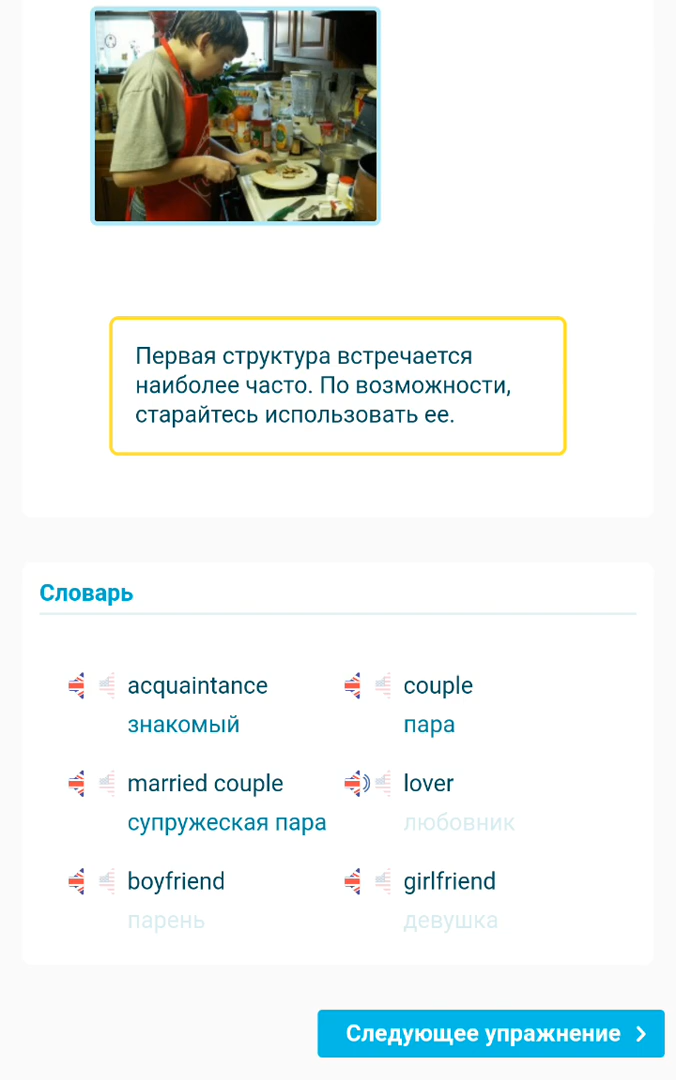 Первая структура встречается
наиболее часто. По возможности,
старайтесь использовать ее.
Словарь
acquaintance
знакомый
couple
пара
married couple
супружеская пара
lover
любовник
boyfriend
парень
girlfriend
девушка
Следующее упражнение